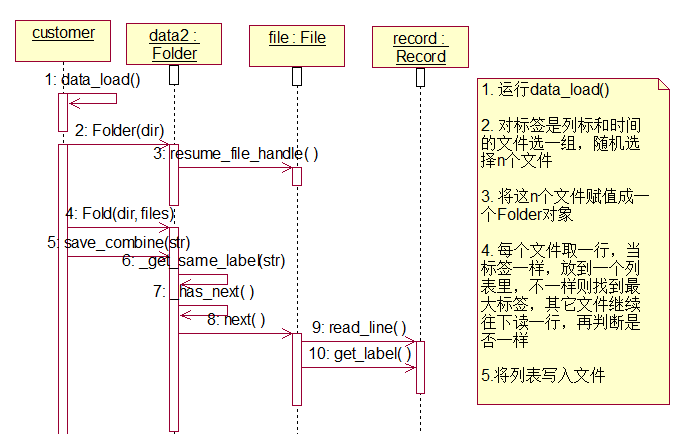 customer
data2 :
Folder
file : File
record :
Record
1: data_load()
2: Folder(dir)
3: resume_file_handle( )
4: Fold(dir,files)
5: save_combine(str)
6: _get_same_label(str)
7: _has_next( )
8: next( )
9: read_line( )
10: get_label( )
1. 运行data_load()
2. 对标签是列标和时间
的文件选一组，随机选
择n个文件
3. 将这n个文件赋值成一
个Folder对象
4. 每个文件取一行，当
标签一样，放到一个列
表里，不一样则找到最
大标签，其它文件继续
往下读一行，再判断是
否一样
5.将列表写入文件